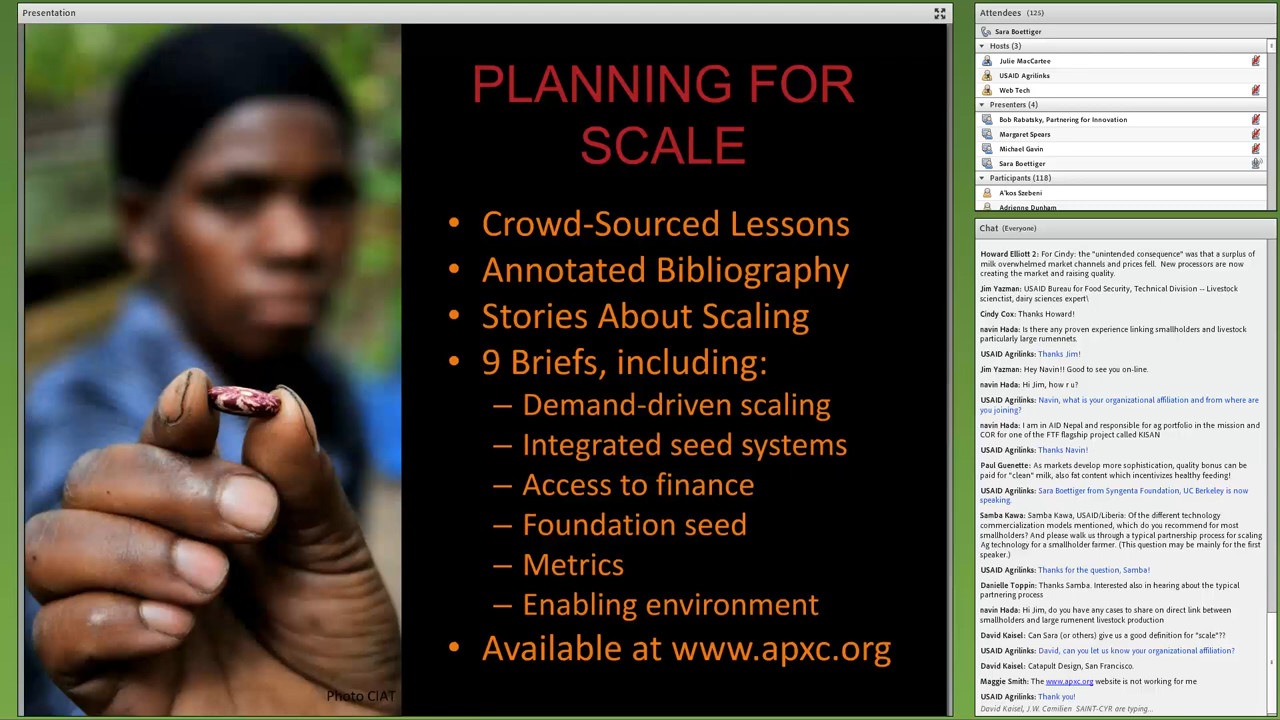 Presentation
PLANNING FOR
SCALE
• Crowd-Sourced Lessons
• Annotated Bibliography
• Stories About Scaling
• 9 Briefs, including:
– Demand-driven scaling
– Integrated seed systems
– Access to finance
– Foundation seed
– Metrics
– Enabling environment
• Available at www.apxc.org
Photo CIAT
Attendees (125)
Sara Boettiger
Hosts (3)
Julie MacCartee
USAID Agrilinks
Web Tech
Presenters (4)
Bob Rabatsky, Partnering for Innovation
Margaret Spears
Michael Gavin
Sara Boettiger
Participants (118)
A'kos Szebeni
Adrienne Dunham
Chat (Everyone)
Howard Elliott 2: For Cindy: the "unintended consequence" was that a surplus of
milk overwhelmed market channels and prices fell. New processors are now
creating the market and raising quality.
Jim Yazman: USAID Bureau for Food Security, Technical Division -- Livestock
scienctist, dairy sciences expert\
Cindy Cox: Thanks Howard!
navin Hada: Is there any proven experience linking smallholders and livestock
particularly large rumennets.
USAID Agrilinks: Thanks Jim!
Jim Yazman: Hey Navin!! Good to see you on-line.
navin Hada: Hi Jim, how r u?
USAID Agrilinks: Navin, what is your organizational affiliation and from where are
you joining?
navin Hada: I am in AID Nepal and responsible for ag portfolio in the mission and
COR for one of the FTF flagship project called KISAN
USAID Agrilinks: Thanks Navin!
Paul Guenette: As markets develop more sophistication, quality bonus can be
paid for "clean" milk, also fat content which incentivizes healthy feeding!
USAID Agrilinks: Sara Boettiger from Syngenta Foundation, UC Berkeley is now
speaking.
Samba Kawa: Samba Kawa, USAID/Liberia: Of the different technology
commercialization models mentioned, which do you recommend for most
smallholders? And please walk us through a typical partnership process for scaling
Ag technology for a smallholder farmer. (This question may be mainly for the first
speaker.)
USAID Agrilinks: Thanks for the question, Samba!
Danielle Toppin: Thanks Samba. Interested also in hearing about the typical
partnering process
navin Hada: Hi Jim, do you have any cases to share on direct link between
smallholders and large rumenent livestock production
David Kaisel: Can Sara (or others) give us a good definition for "scale"??
USAID Agrilinks: David, can you let us know your organizational affiliation?
David Kaisel: Catapult Design, San Francisco.
Maggie Smith: The www.apxc.org website is not working for me
USAID Agrilinks: Thank you!
David Kaisel, J.W. Camilien SAINT-CYR are typing...